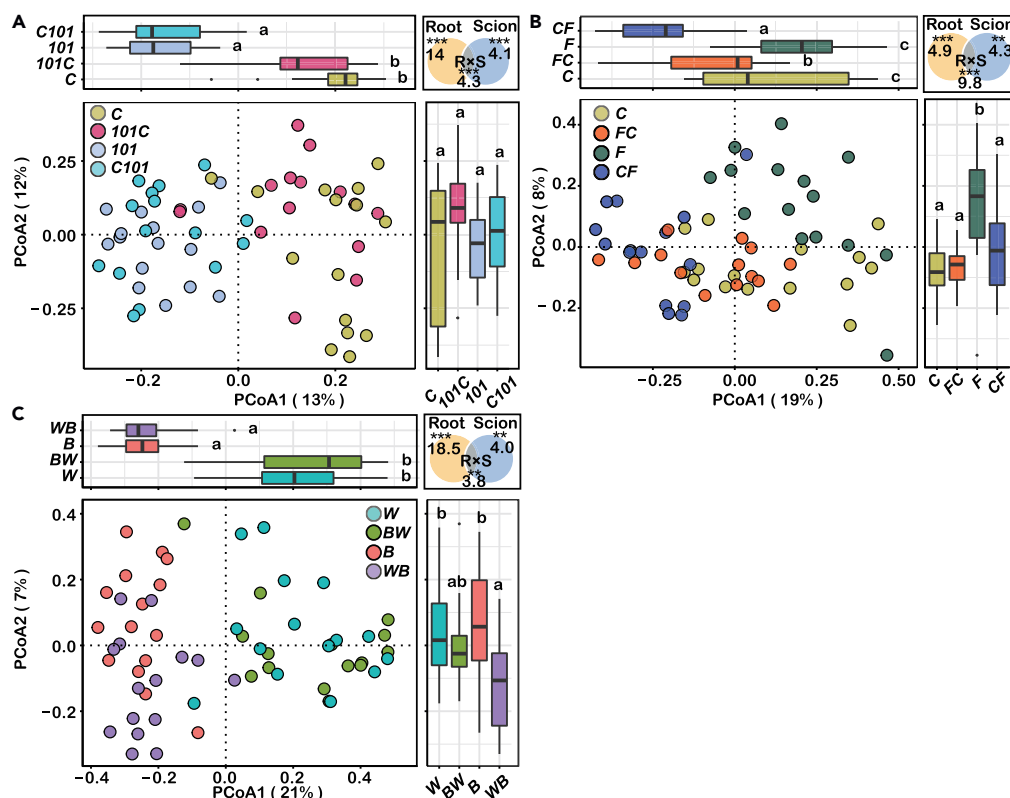 A
C101
101
101C
C
a
a
b
b
Root Scion
*** ***
14 4.1
R×S
***
4.3
C
101C
101
C101
PCoA2 ( 12% )
0.25
0.00
−0.25
−0.2 0.0 0.2
PCoA1 ( 13% )
a
a
a
a
C 101C 101 C101
B
CF
F
FC
C
a
c
b
c
Root Scion
*** **
4.9 4.3
R×S
***
9.8
C
FC
F
CF
PCoA2 ( 8% )
0.4
0.2
0.0
−0.2
−0.25 0.00 0.25 0.50
PCoA1 ( 19% )
a a b a
C FC F CF
C
WB
B
BW
W
a
a
b
b
Root Scion
*** **
18.5 4.0
R×S
**
3.8
W
BW
B
WB
PCoA2 ( 7% )
0.4
0.2
0.0
−0.2
−0.4 −0.2 0.0 0.2 0.4
PCoA1 ( 21% )
b ab b a
W BW B WB